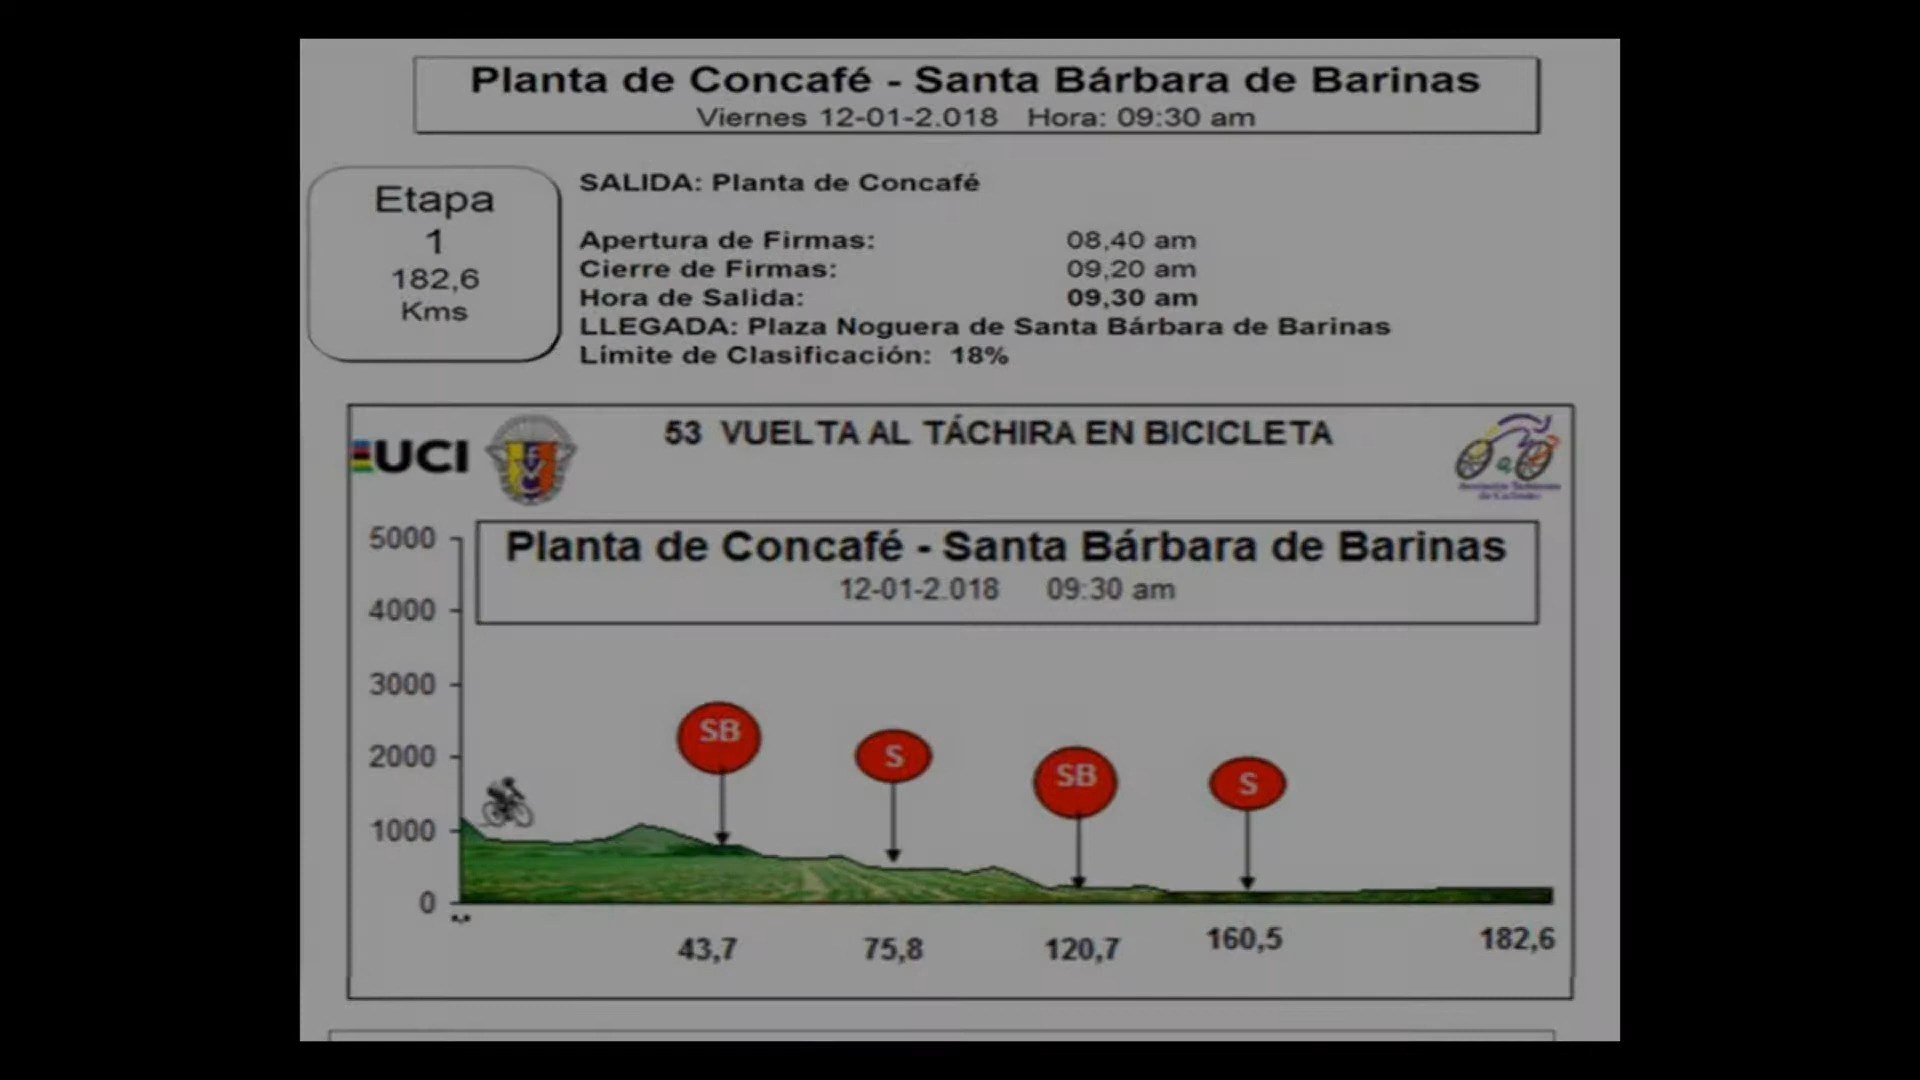 Planta de Concafé - Santa Bárbara de Barinas
Viernes 12-01-2.018 Hora: 09:30 am
Etapa
1
182,6
Kms
SALIDA: Planta de Concafé
Apertura de Firmas: 08,40 am
Cierre de Firmas: 09,20 am
Hora de Salida: 09,30 am
LLEGADA: Plaza Noguera de Santa Bárbara de Barinas
Límite de Clasificación: 18%
UCI
53 VUELTA AL TÁCHIRA EN BICICLETA
Planta de Concafé - Santa Bárbara de Barinas
12-01-2.018 09:30 am
5000
4000
3000
2000
1000
0
SB
S
SB
S
43,7 75,8 120,7 160,5 182,6